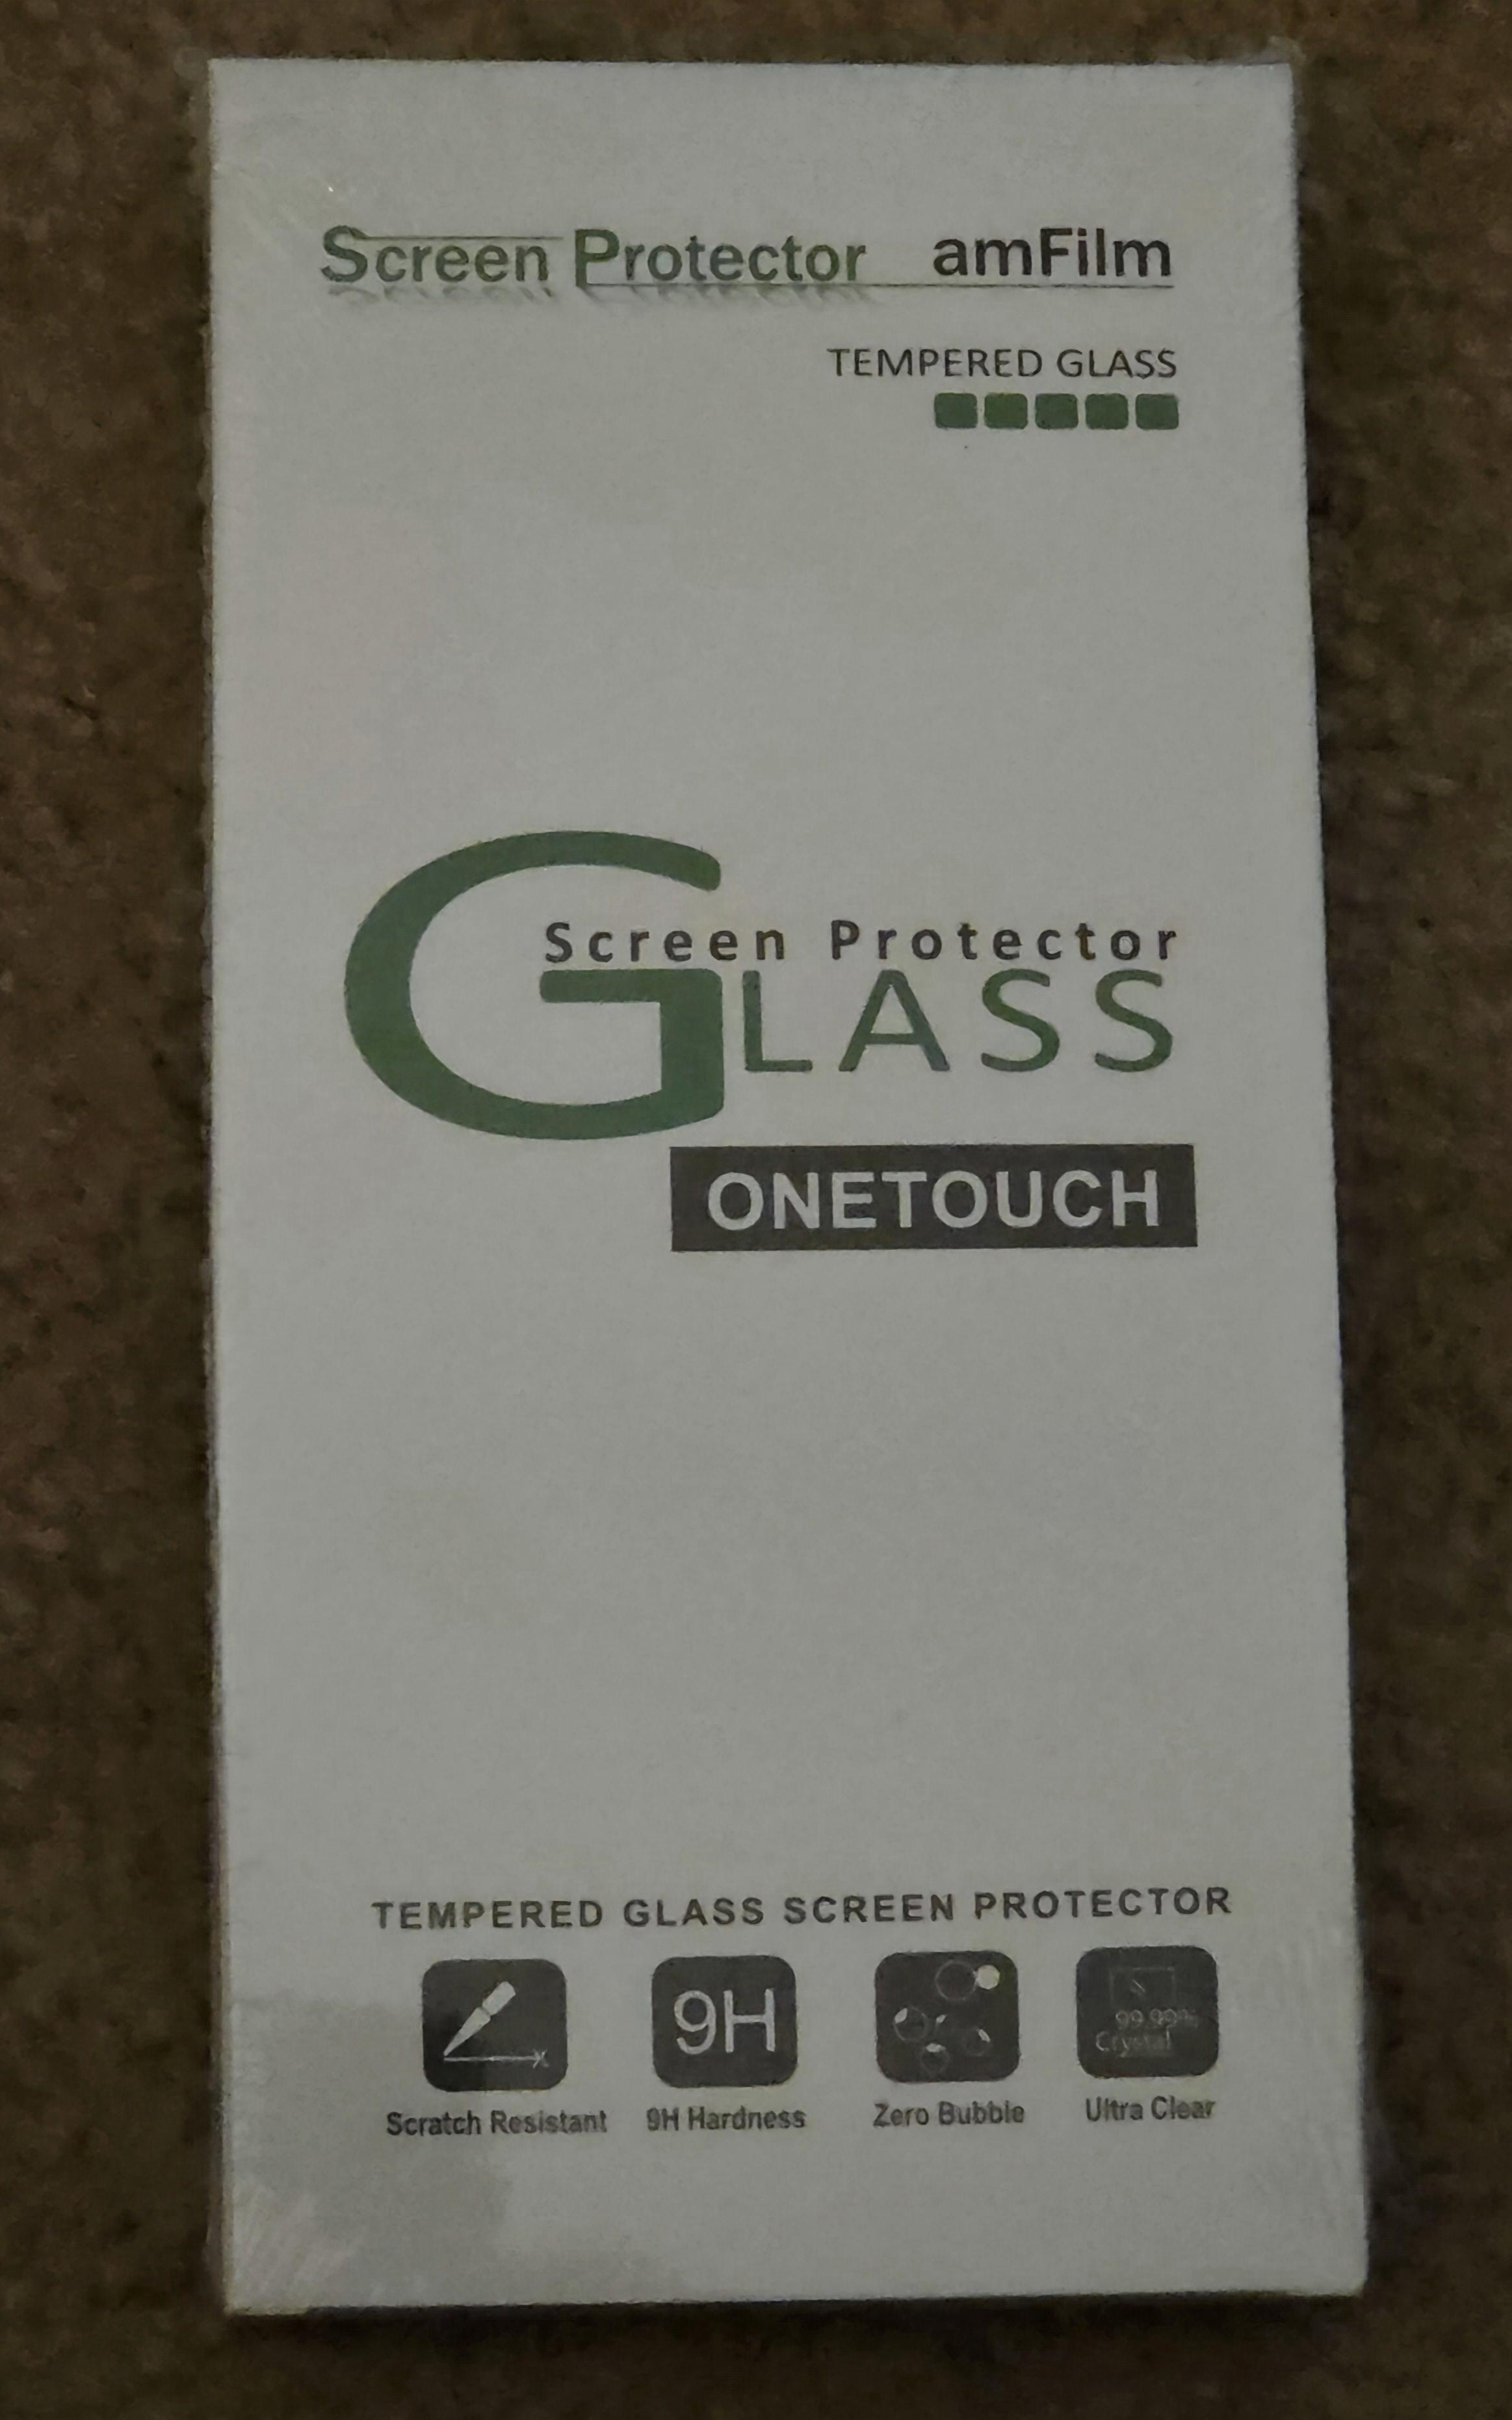 Screen Protector amFilm
TEMPERED GLASS
Screen Protector
GLASS
ONETOUCH
TEMPERED GLASS SCREEN PROTECTOR
9H
99.99%
Crystal
Scratch Resistant 9H Hardness Zero Bubble Ultra Clear